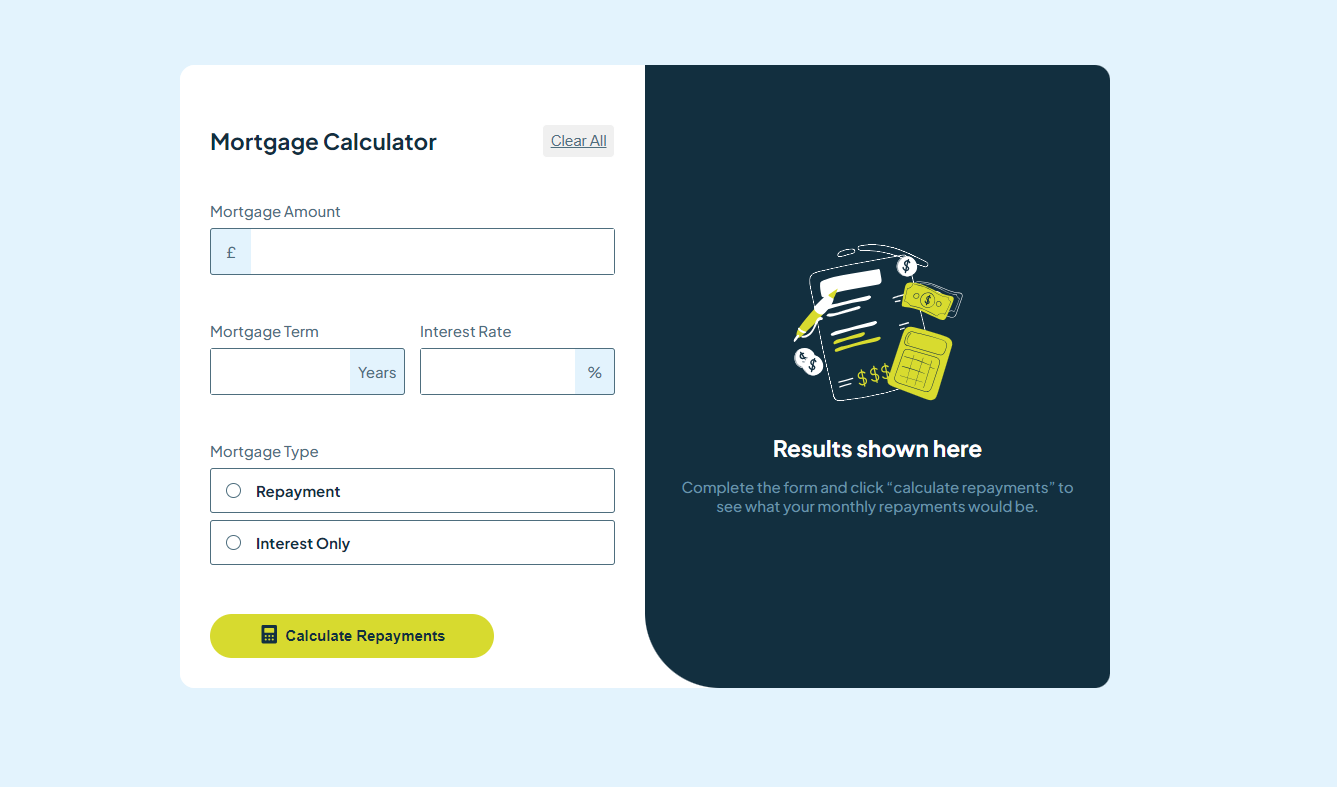 Mortgage Calculator
Clear All
Mortgage Amount
£
Mortgage Term
Interest Rate
Years
%
Mortgage Type
Repayment
Interest Only
Calculate Repayments
$
$
$
$
$$$
Results shown here
Complete the form and click “calculate repayments” to
see what your monthly repayments would be.